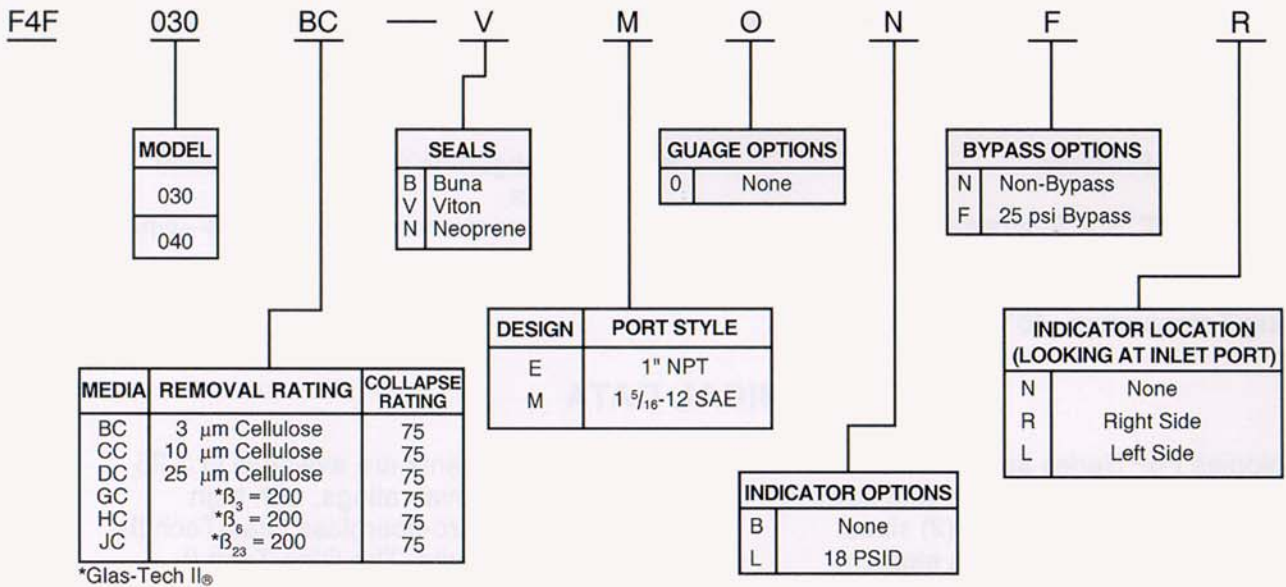 F4F 030 BC — V M O N F R
MODEL
030
040
SEALS
B Buna
V Viton
N Neoprene
GUAGE OPTIONS
0 None
BYPASS OPTIONS
N Non-Bypass
F 25 psi Bypass
DESIGN PORT STYLE
E 1" NPT
M 5/16-12 SAE
INDICATOR LOCATION
(LOOKING AT INLET PORT)
N None
R Right Side
L Left Side
MEDIA REMOVAL RATING COLLAPSE RATING
BC 3 µm Cellulose 75
CC 10 µm Cellulose 75
DC 25 µm Cellulose 75
GC *ß3 = 200 75
HC *ß6 = 200 75
JC *ß23 = 200 75
*Glas-Tech II®
INDICATOR OPTIONS
B None
L 18 PSID